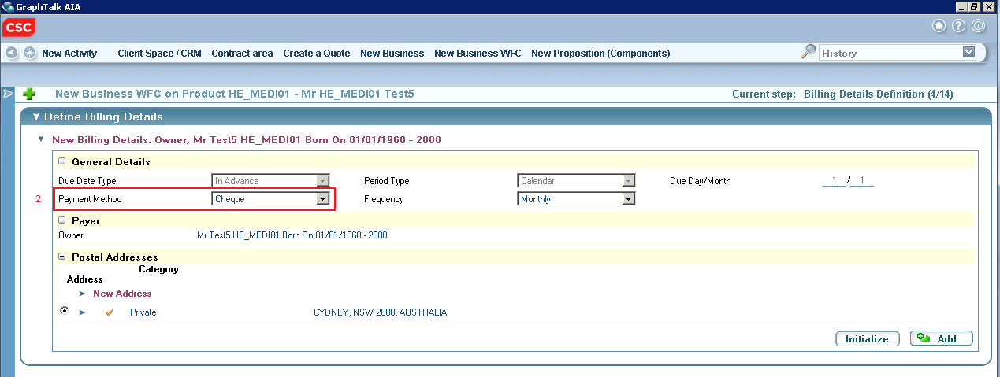 GraphTalk AIA
CSC
New Activity Client Space / CRM Contract area Create a Quote New Business New Business WFC New Proposition (Components) History
New Business WFC on Product HE_MEDI01 - Mr HE_MEDI01 Test5 Current step: Billing Details Definition (4/14)
Define Billing Details
New Billing Details: Owner, Mr Test5 HE_MEDI01 Born On 01/01/1960 - 2000
General Details
Due Date Type In Advance Period Type Calendar Due Day/Month 1 / 1
2 Payment Method Cheque Frequency Monthly
Payer
Owner Mr Test5 HE_MEDI01 Born On 01/01/1960 - 2000
Postal Addresses
Category
Address
New Address
Private CYDNEY, NSW 2000, AUSTRALIA
Initialize Add